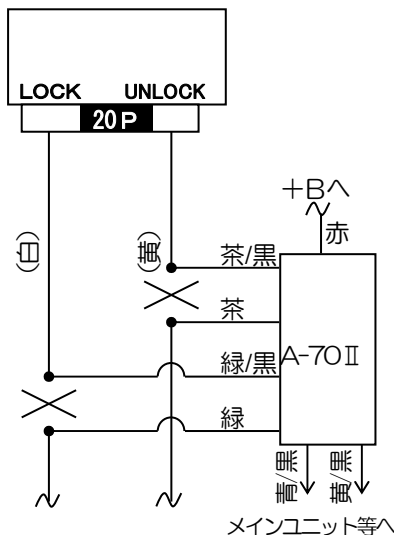 LOCK UNLOCK
20P
+Bへ
赤
(白)
(黄)
茶/黒
茶
緑/黒
A-70Ⅱ
緑
青/黒
黄/黒
メインユニット等へ